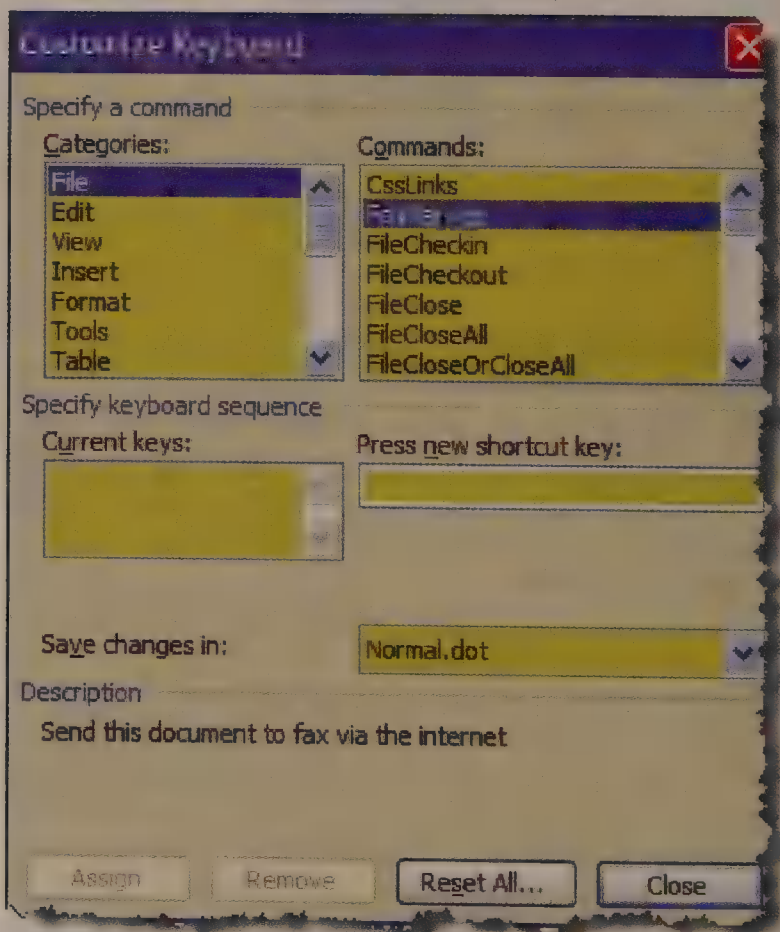 Customize Keyboard
Specify a command
Categories:
Commands:
File
Edit
View
Insert
Format
Tools
Table
CssLinks
FileCheckin
FileCheckout
FileClose
FileCloseAll
FileCloseOrCloseAll
Specify keyboard sequence
Current keys:
Press new shortcut key:
Save changes in:
Normal.dot
Description
Send this document to fax via the internet
Assign
Remove
Reset All...
Close